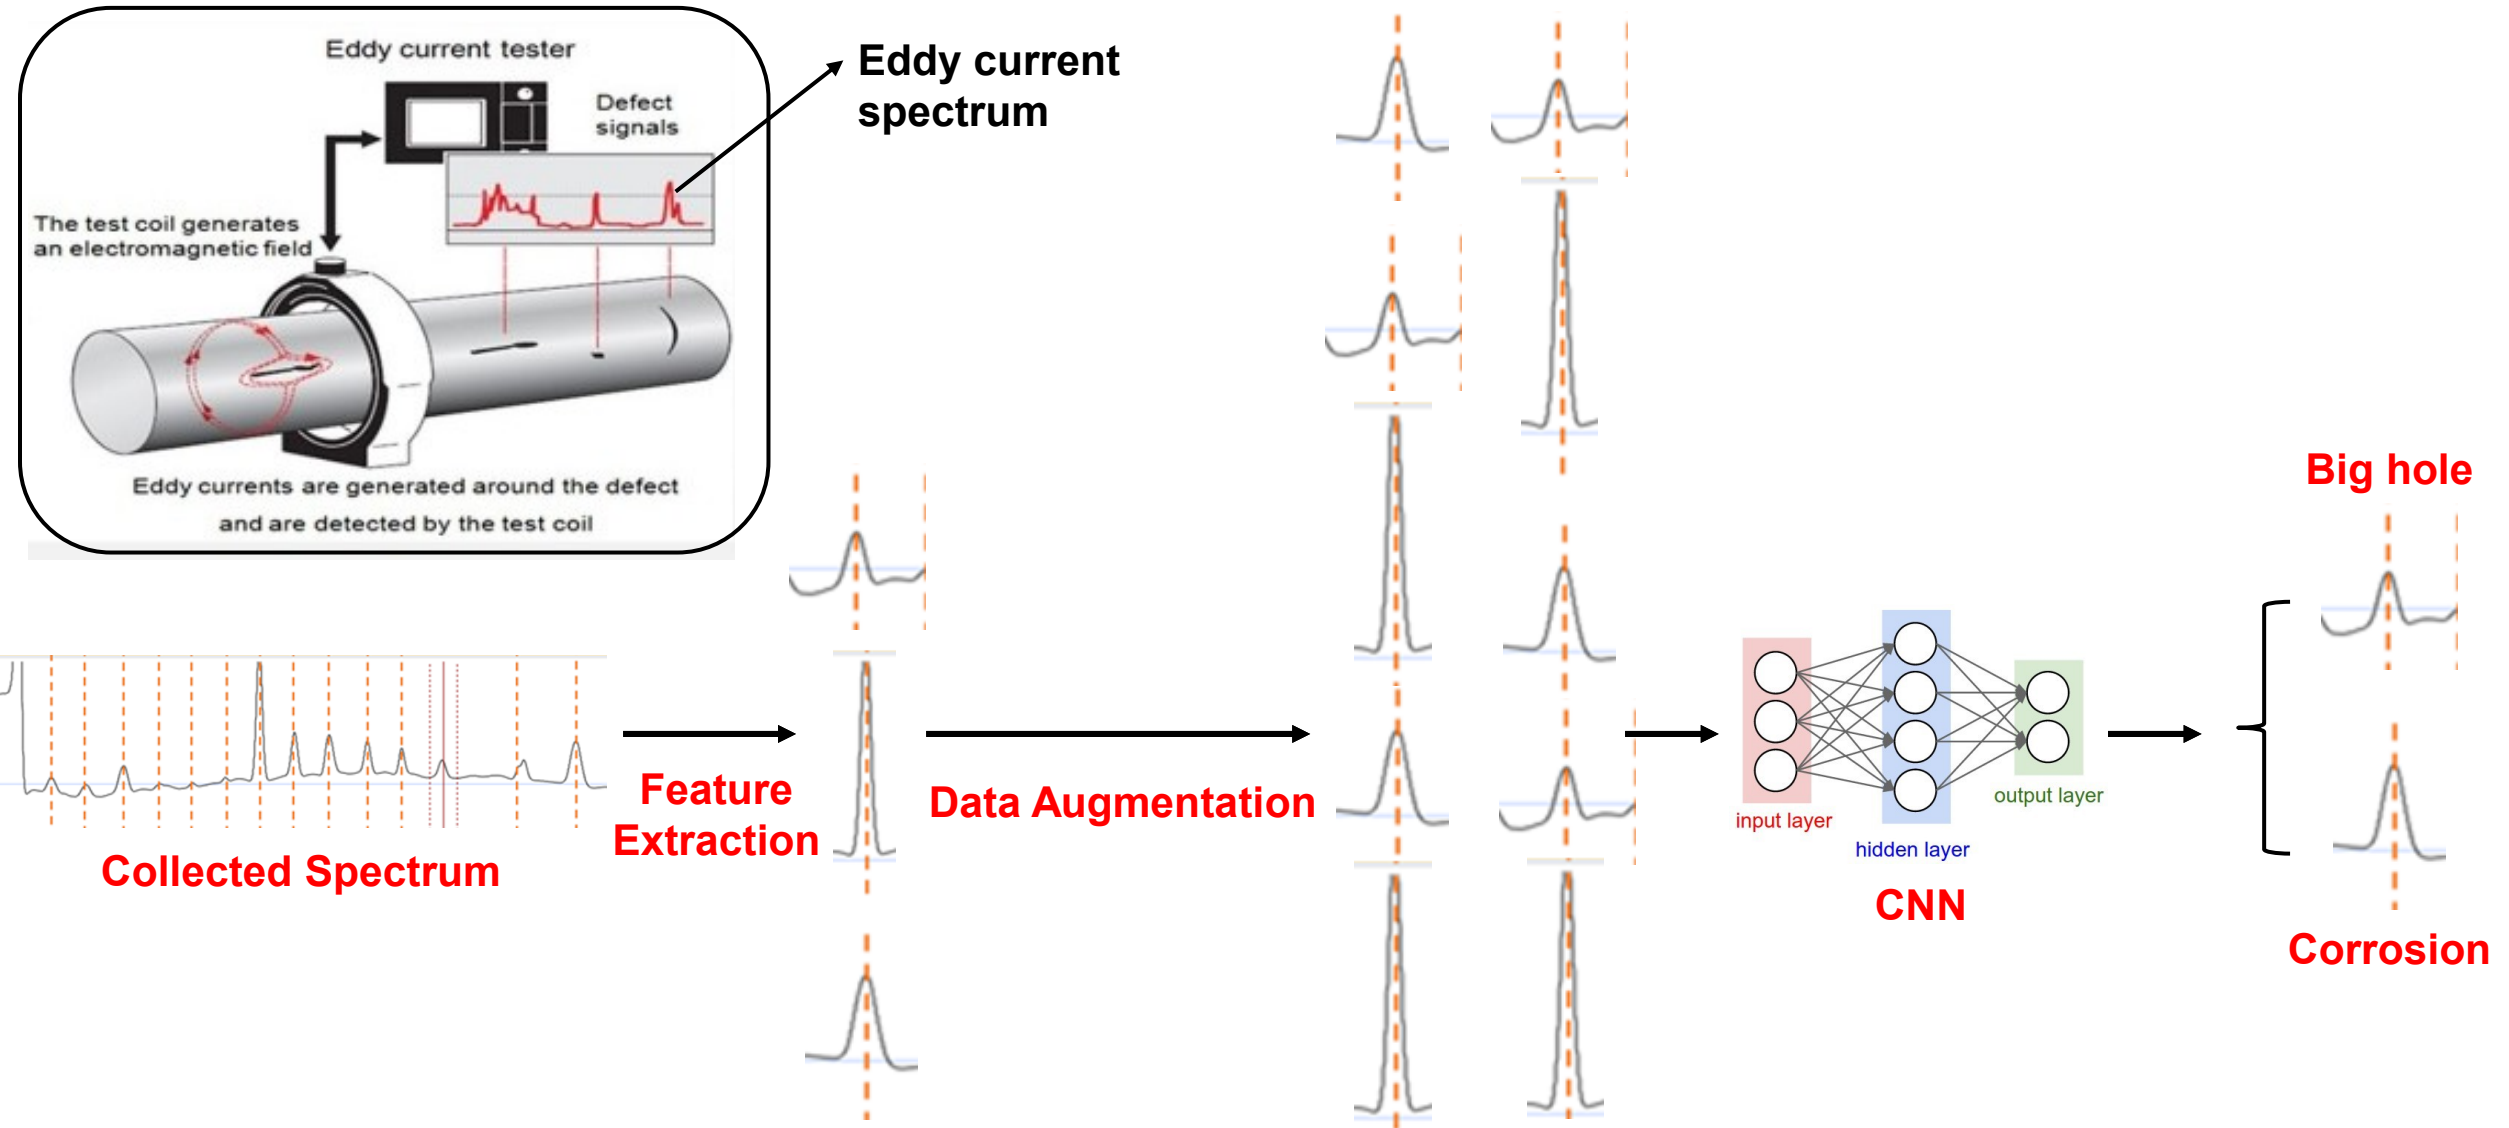 Eddy current tester
Defect
signals
The test coil generates
an electromagnetic field
Eddy currents are generated around the defect
and are detected by the test coil
Eddy current
spectrum
Collected Spectrum
Feature
Extraction
Data Augmentation
input layer
hidden layer
output layer
CNN
Big hole
Corrosion